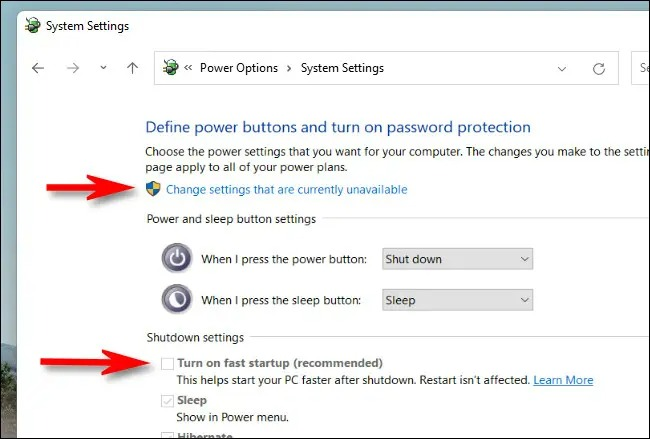 System Settings
« Power Options > System Settings
Se
Define power buttons and turn on password protection
Choose the power settings that you want for your computer. The changes you make to the settin
page apply to all of your power plans.
Change settings that are currently unavailable
Power and sleep button settings
When I press the power button: Shut down
When I press the sleep button: Sleep
Shutdown settings
Turn on fast startup (recommended)
This helps start your PC faster after shutdown. Restart isn't affected. Learn More
Sleep
Show in Power menu.
Hibernate